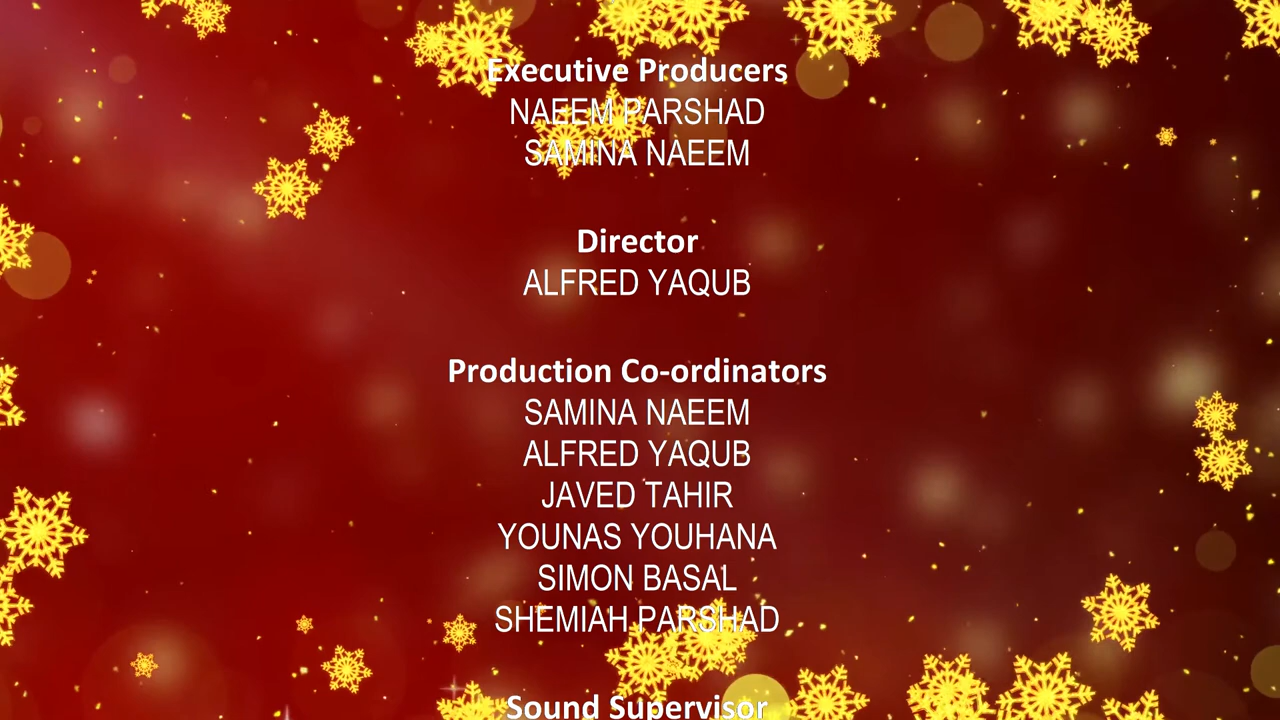 Executive Producers
NAEEM PARSHAD
SAMINA NAEEM
Director
ALFRED YAQUB
Production Co-ordinators
SAMINA NAEEM
ALFRED YAQUB
JAVED TAHIR
YOUNAS YOUHANA
SIMON BASAL
SHEMIAH PARSHAD
Sound Supervisor